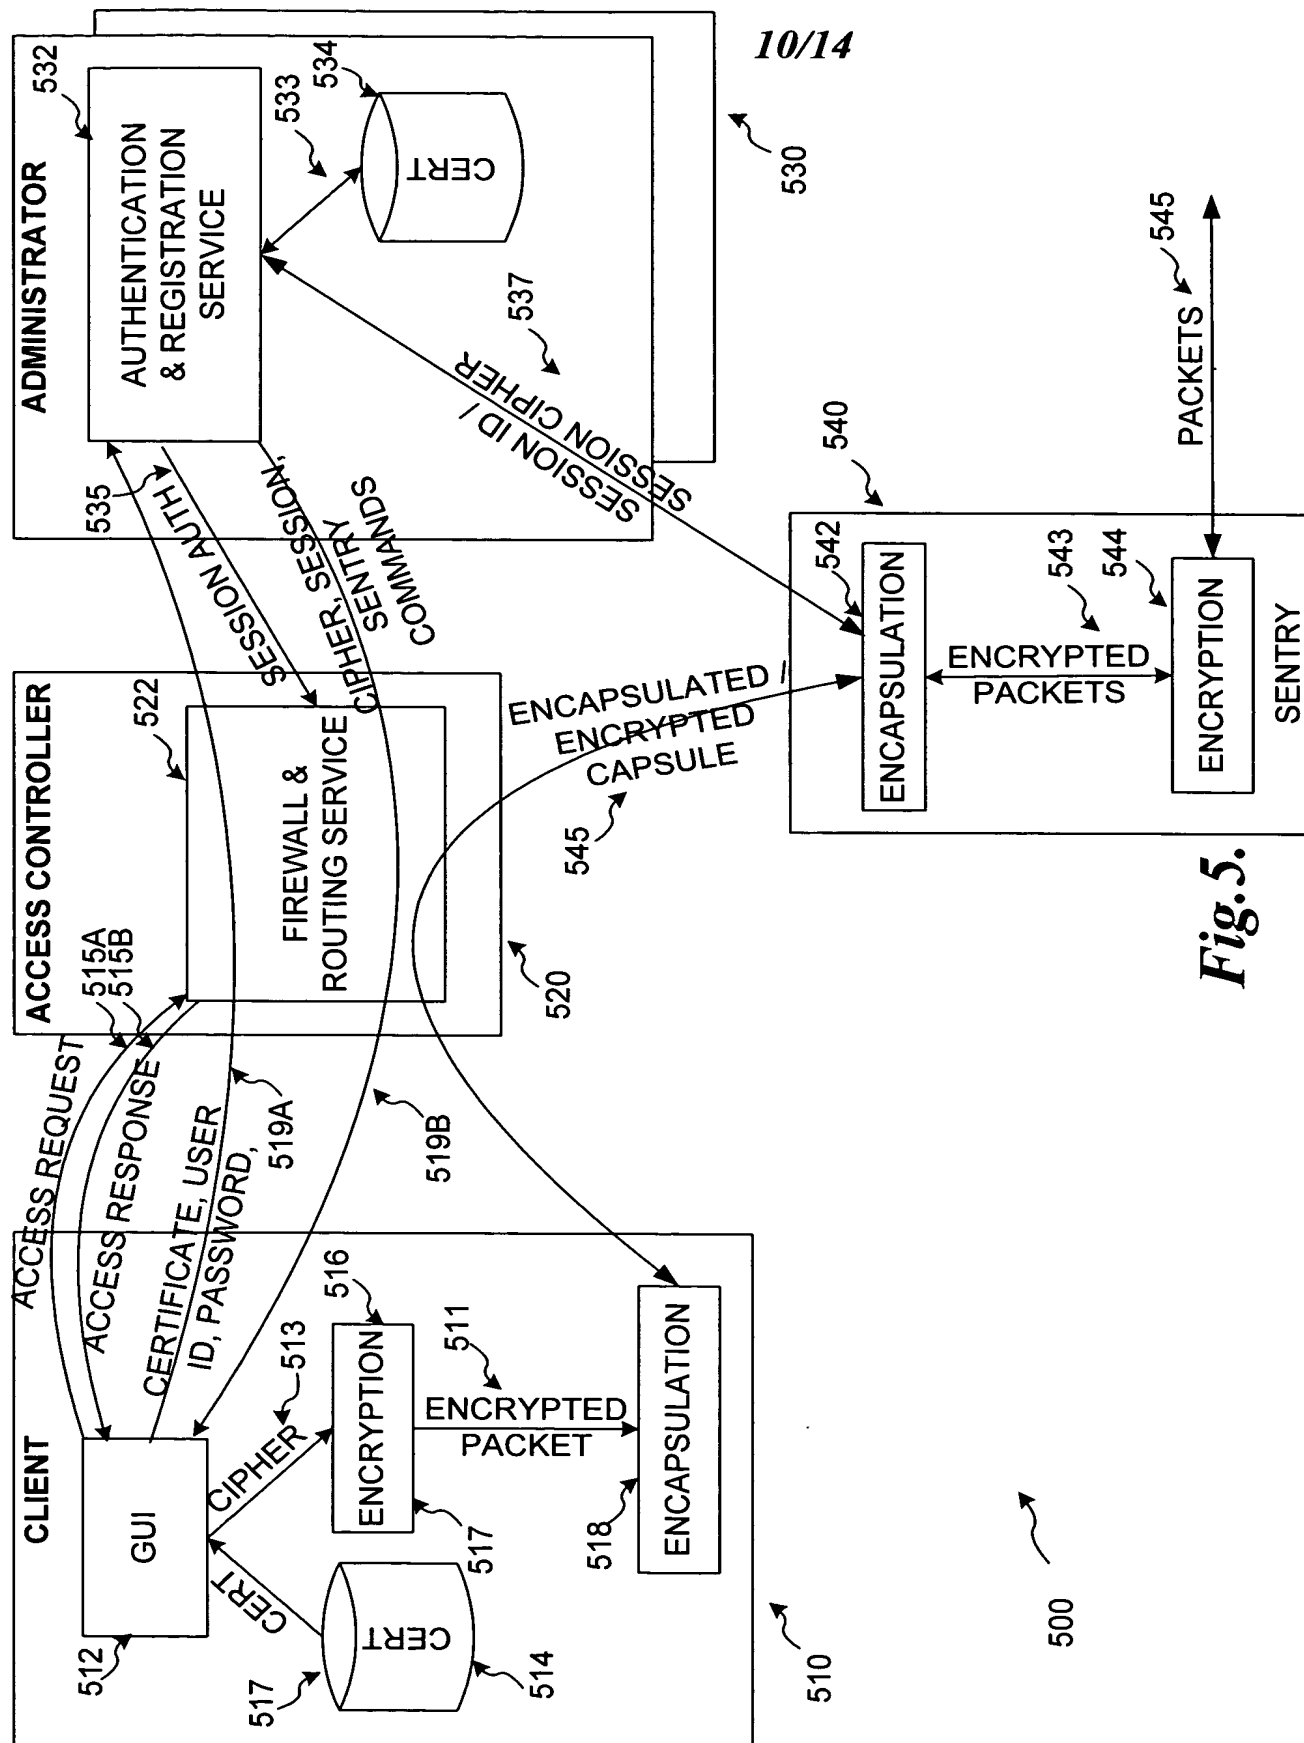 10/14
CLIENT
GUI
512
CERT
CIPHER
513
517
CERT
514
ENCRYPTION
516
517
511
ENCRYPTED
PACKET
518
ENCAPSULATION
510
500
ACCESS REQUEST
515A
515B
ACCESS RESPONSE
CERTIFICATE, USER
ID, PASSWORD,
519A
519B
ACCESS CONTROLLER
522
FIREWALL &
ROUTING SERVICE
520
ADMINISTRATOR
532
AUTHENTICATION
& REGISTRATION
SERVICE
533
534
CERT
530
535
SESSION AUTH
CIPHER, SESSION,
SENTRY
COMMANDS
537
SESSION ID /
SESSION CIPHER
ENCAPSULATED /
ENCRYPTED
CAPSULE
545
540
542
ENCAPSULATION
ENCRYPTED
PACKETS
543
544
ENCRYPTION
SENTRY
PACKETS
545
Fig.5.